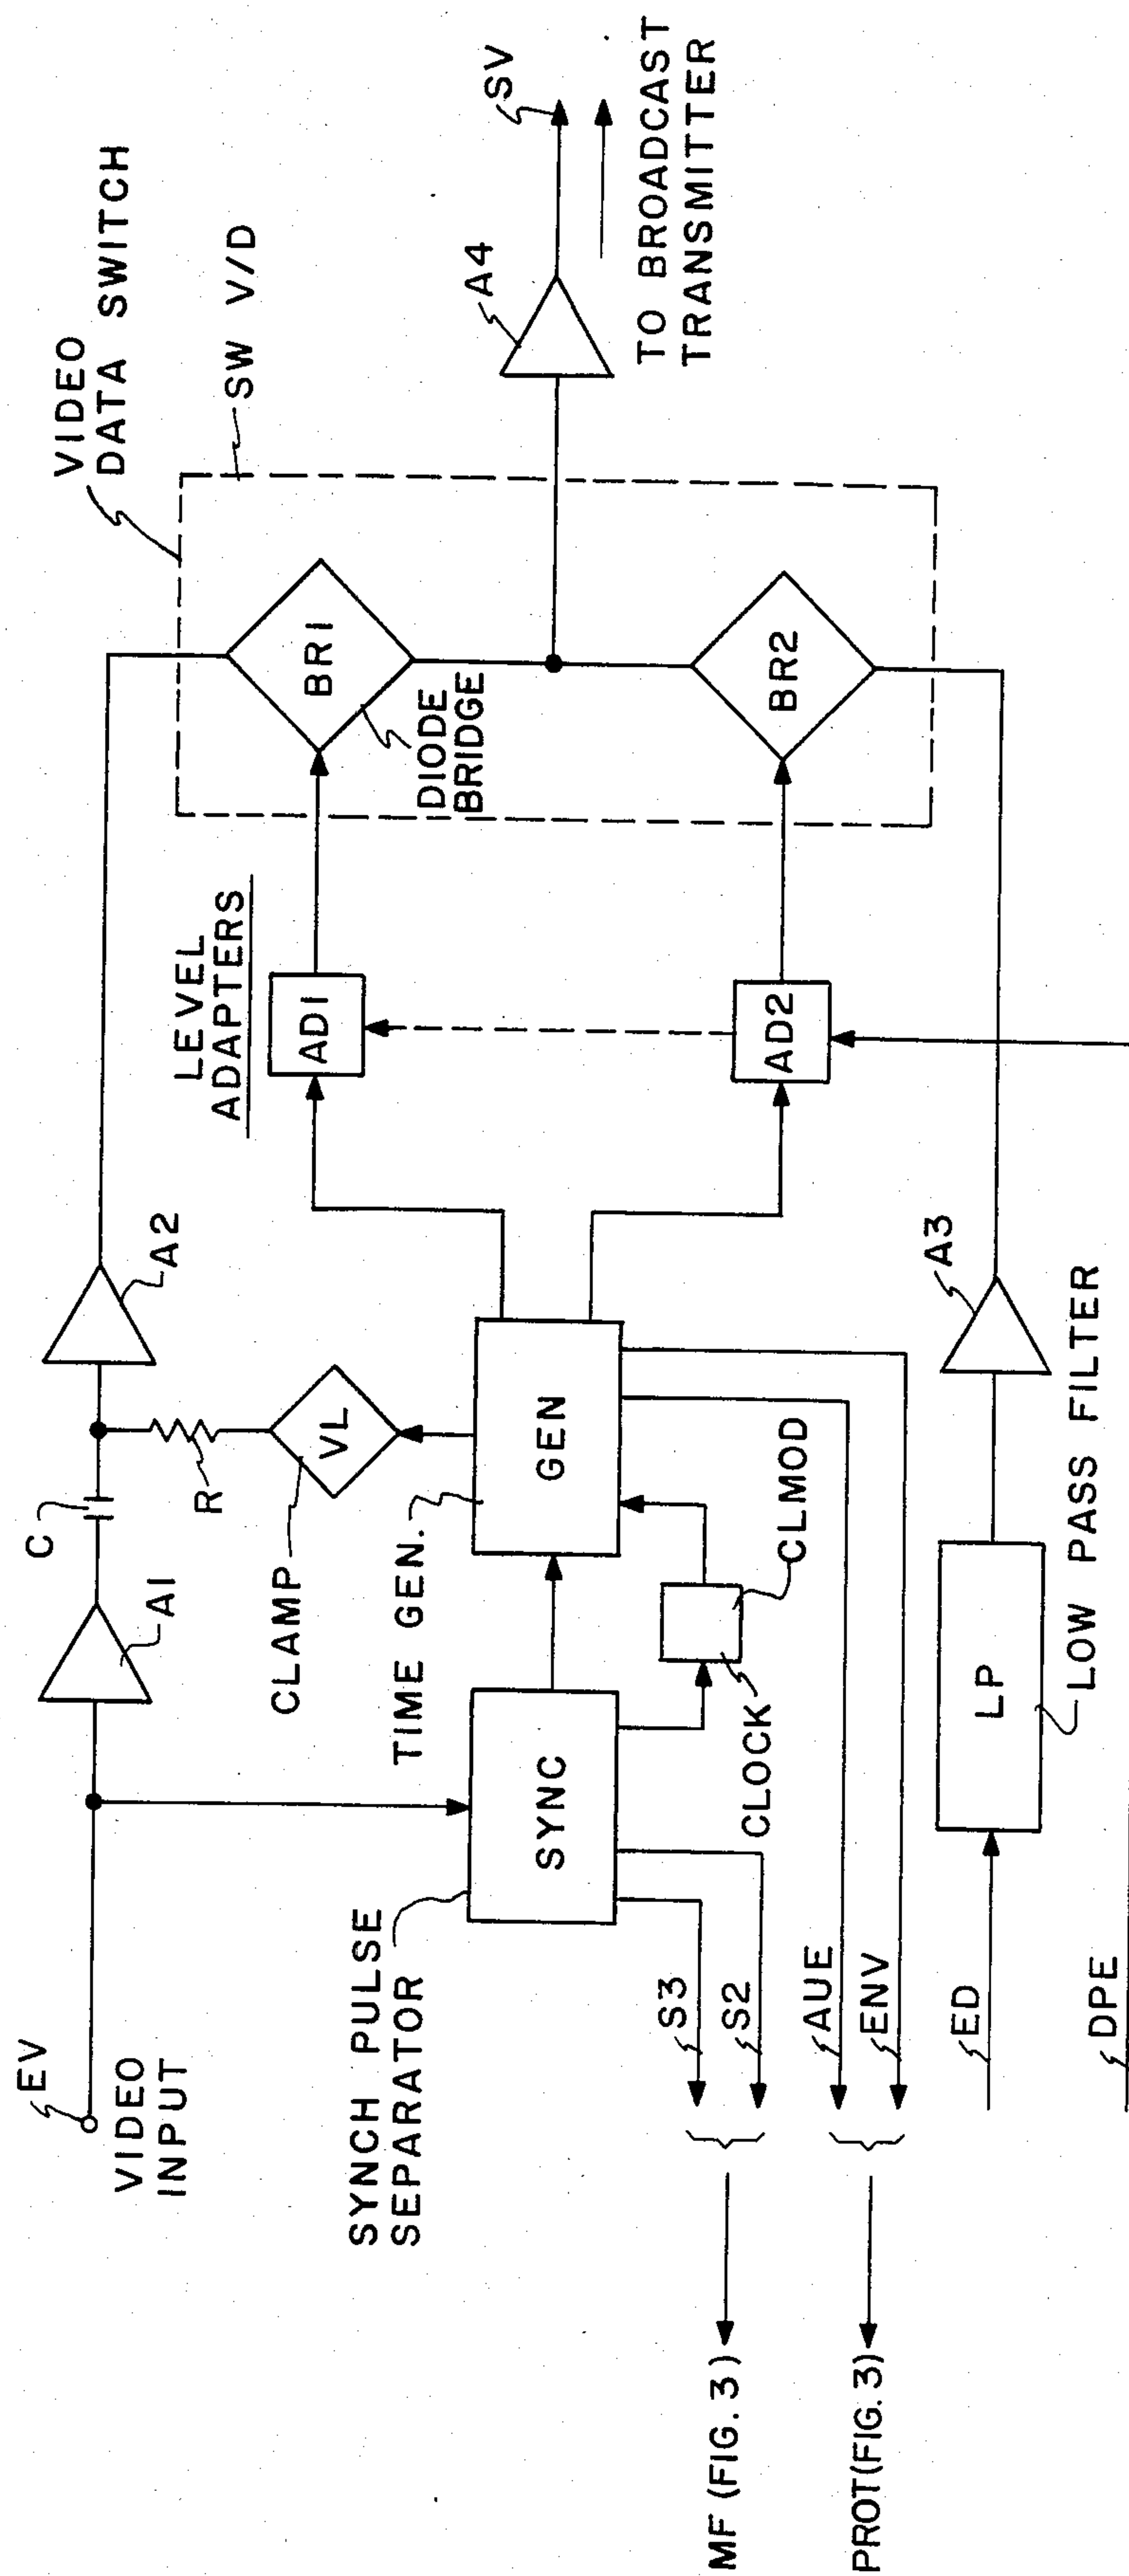 EV
VIDEO
INPUT
A1
C
R
A2
CLAMP
VL
SYNCH PULSE
SEPARATOR
SYNC
TIME GEN.
GEN
CLOCK
CLMOD
LEVEL
ADAPTERS
AD1
AD2
VIDEO
DATA SWITCH
SW V/D
BR1
DIODE
BRIDGE
BR2
A4
SV
TO BROADCAST
TRANSMITTER
S3
S2
MF (FIG. 3)
AUE
ENV
PROT(FIG. 3)
ED
LP
LOW PASS FILTER
A3
DPE